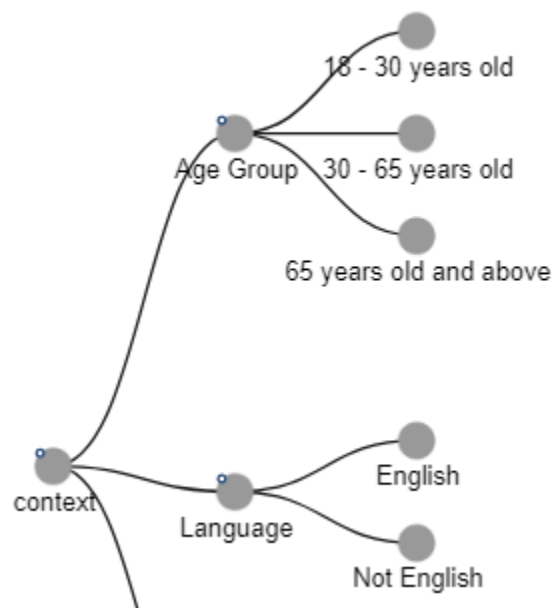 18 - 30 years old
Age Group
30 - 65 years old
65 years old and above
English
context
Language
Not English